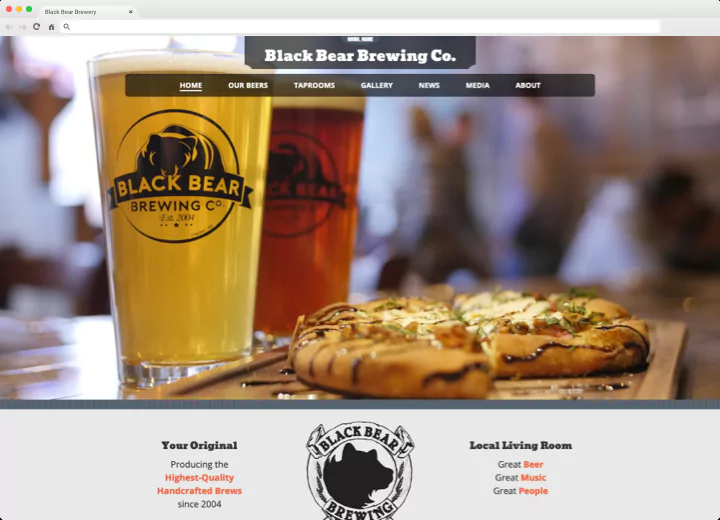 Black Bear Brewery
Black Bear Brewing Co.
HOME
OUR BEERS
TAPROOMS
GALLERY
NEWS
MEDIA
ABOUT
BLACK BEAR
BREWING Co.
Est. 2004
BLACK BEAR
BREWING Co.
Your Original
Producing the
Highest-Quality
Handcrafted Brews
since 2004
BLACK BEAR
BREWING
Local Living Room
Great Beer
Great Music
Great People